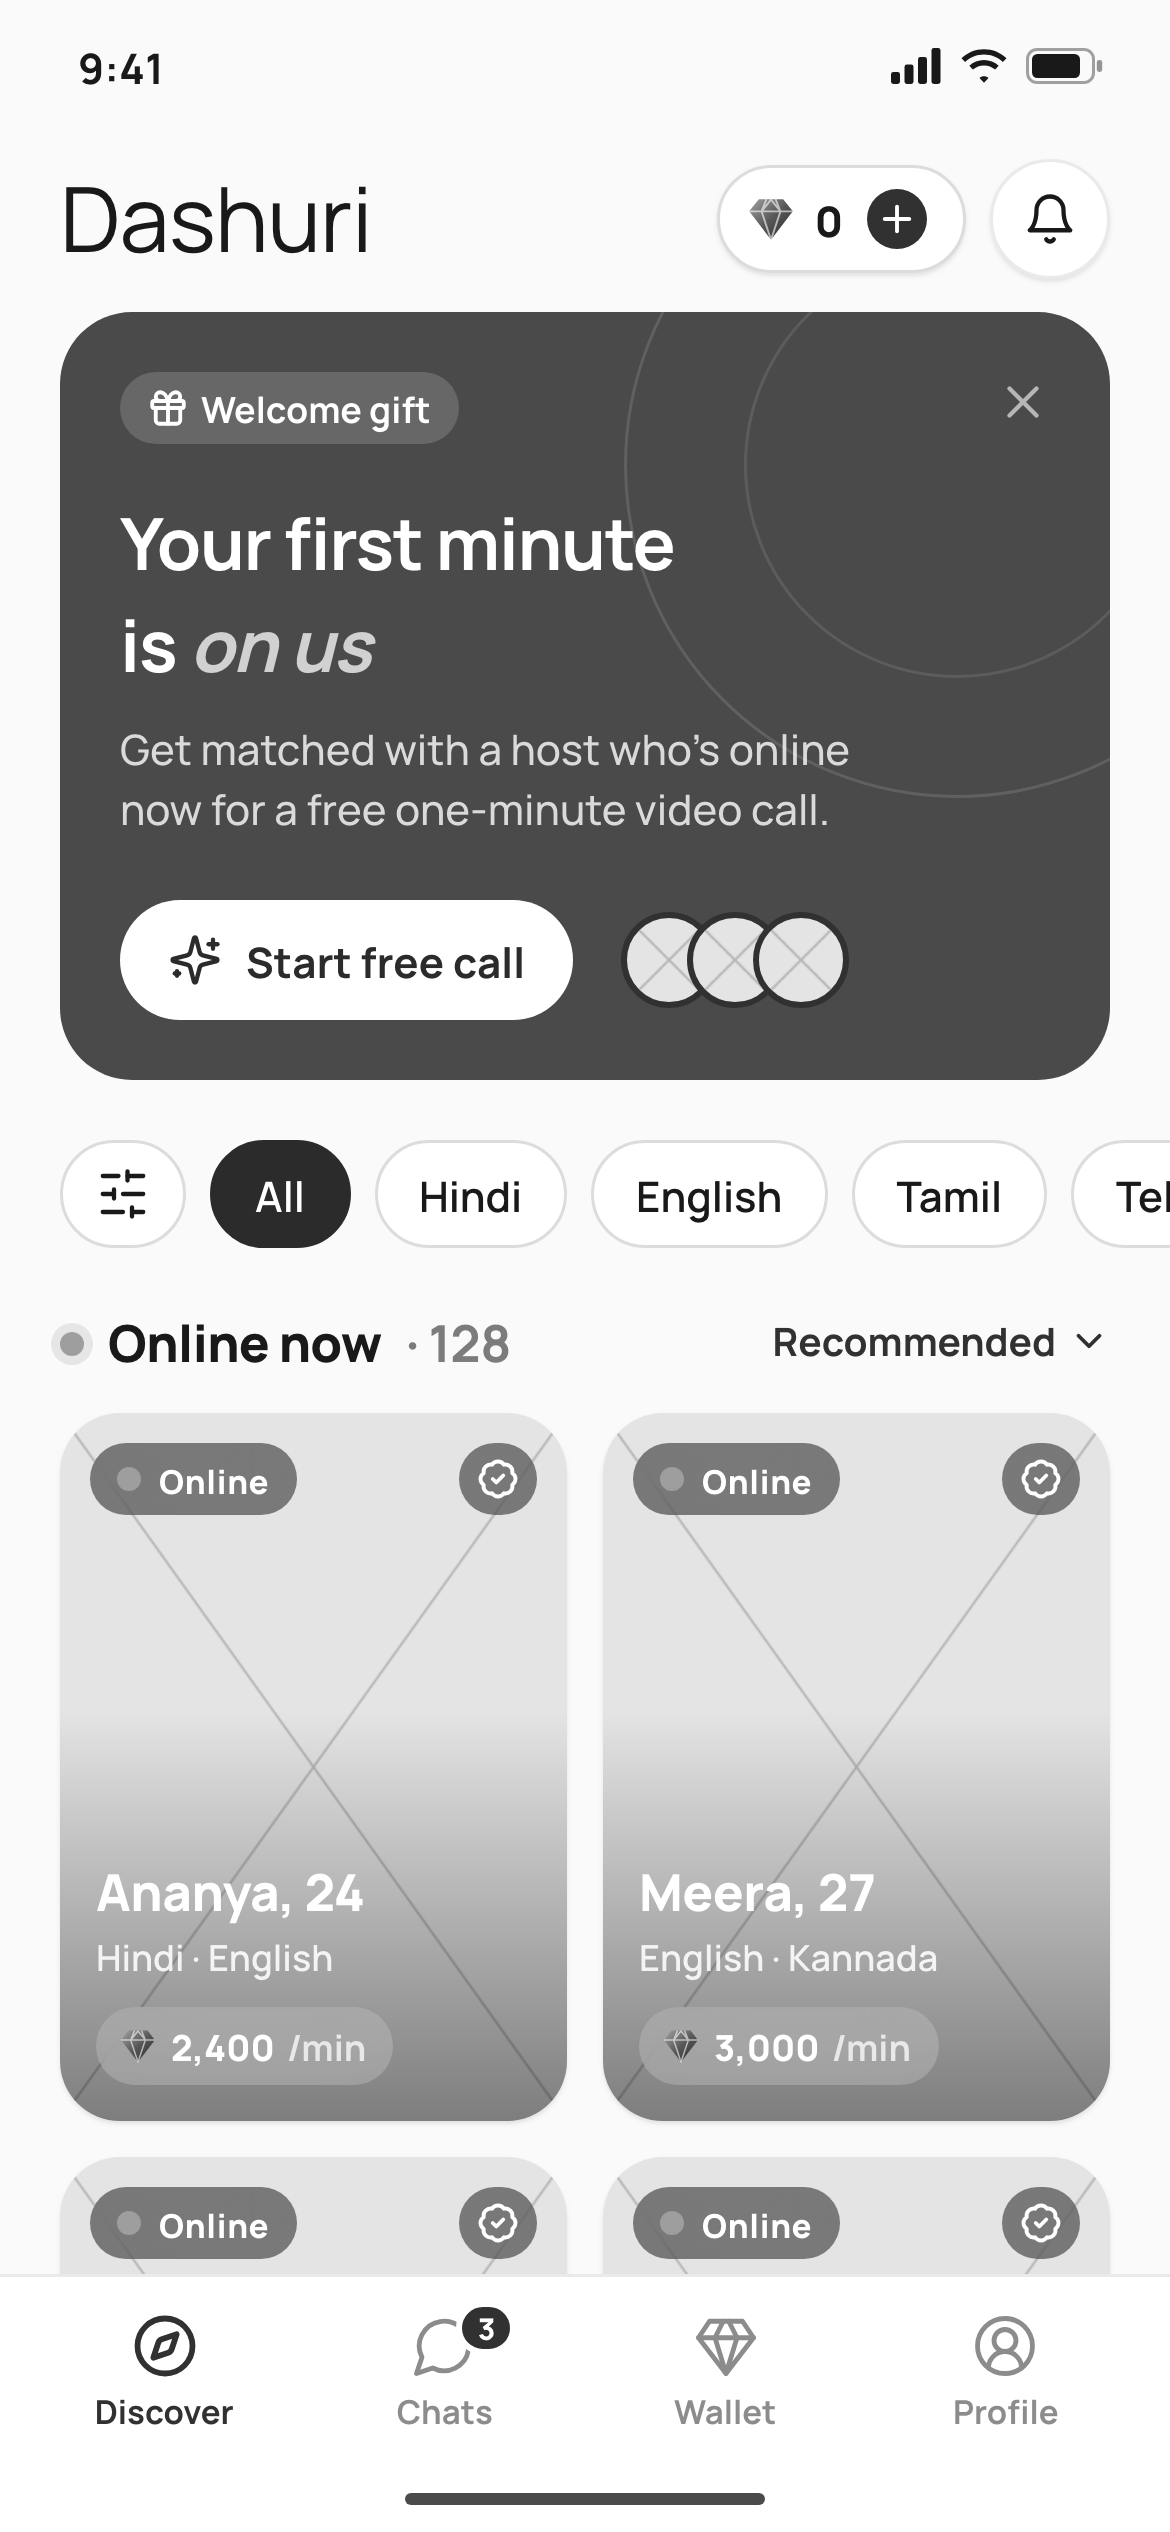 9:41
Dashuri
0
Welcome gift
Your first minute
is on us
Get matched with a host who's online
now for a free one-minute video call.
Start free call
All
Hindi
English
Tamil
Tel
Online now · 128
Recommended
Online
Online
Ananya, 24
Hindi · English
2,400 /min
Meera, 27
English · Kannada
3,000 /min
Online
Online
3
Discover
Chats
Wallet
Profile